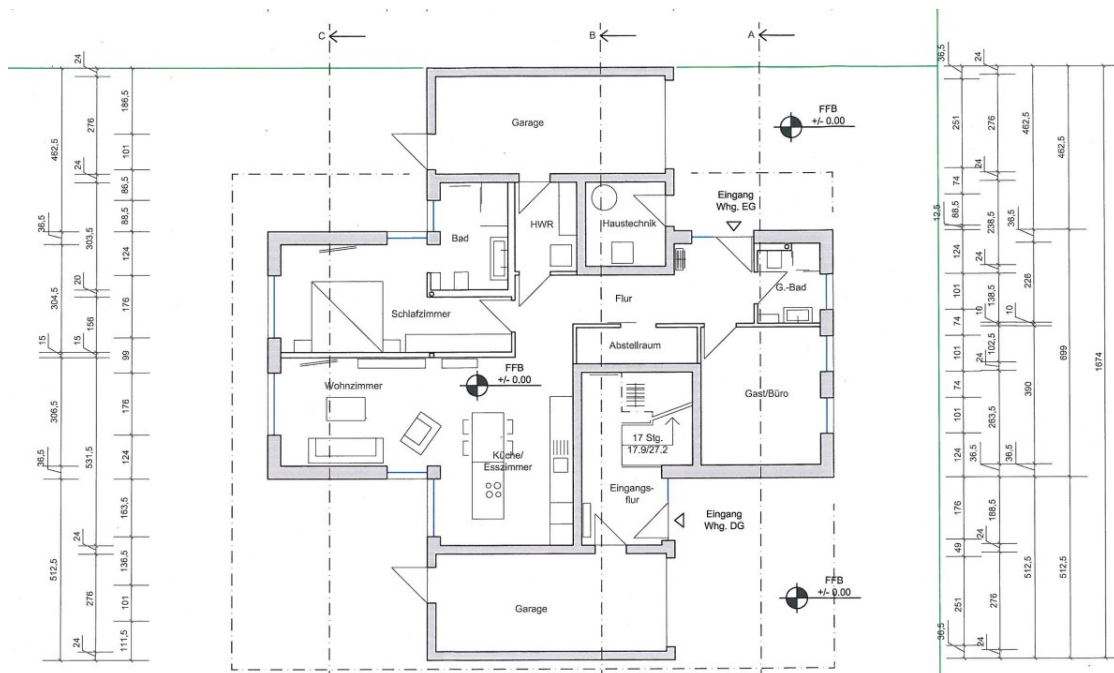 C
B
A
Garage
FFB
+/- 0.00
Eingang
Whg. EG
Bad
HWR
Haustechnik
G.-Bad
Flur
Schlafzimmer
Abstellraum
FFB
+/- 0.00
Wohnzimmer
Gast/Büro
17 Stg.
17.9/27.2
Küche/
Esszimmer
Eingangs-
flur
Eingang
Whg. DG
FFB
+/- 0.00
Garage
462,5
36,5
304,5
15
306,5
36,5
512,5
24
276
24
303,5
20
156
15
531,5
24
276
24
186,5
101
86,5
88,5
124
176
99
176
124
163,5
136,5
101
111,5
36,5
251
74
12,5
88,5
124
101
74
101
74
101
124
176
49
251
36,5
24
276
24
238,5
24
138,5
10
102,5
24
263,5
36,5
188,5
24
276
24
462,5
36,5
226
10
390
36,5
512,5
462,5
699
512,5
1674